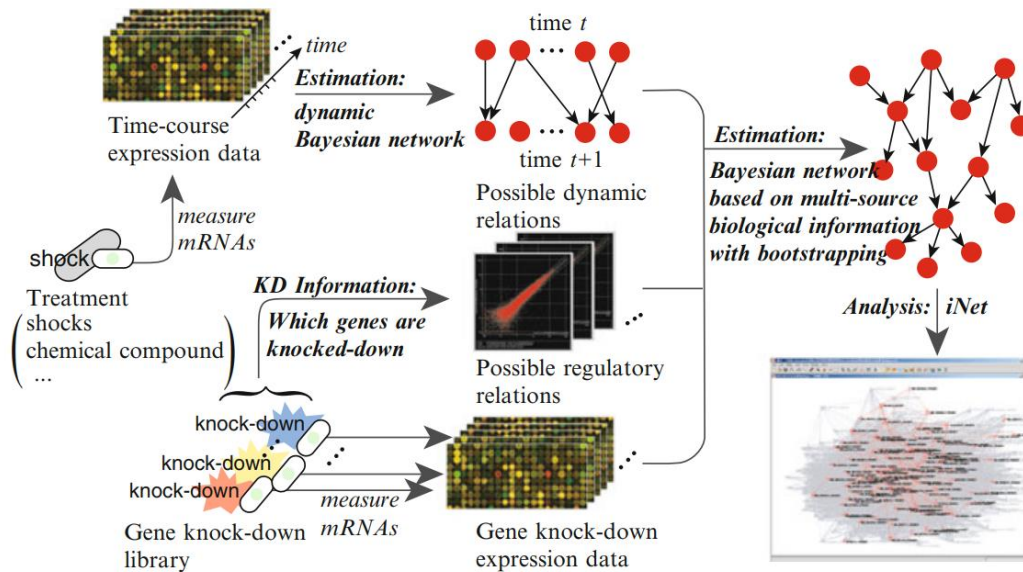 time
Time-course
expression data
Estimation:
dynamic
Bayesian network
time t
time t+1
Possible dynamic
relations
Estimation:
Bayesian network
based on multi-source
biological information
with bootstrapping
measure
mRNAs
shock
Treatment
shocks
chemical compound
...
KD Information:
Which genes are
knocked-down
Possible regulatory
relations
Analysis: iNet
knock-down
knock-down
knock-down
measure
mRNAs
Gene knock-down
library
Gene knock-down
expression data